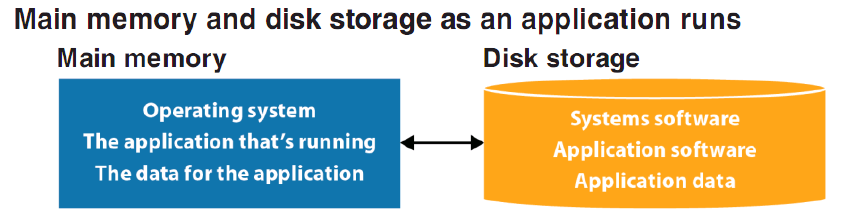 Main memory and disk storage as an application runs
Main memory
Disk storage
Operating system
The application that's running
The data for the application
Systems software
Application software
Application data